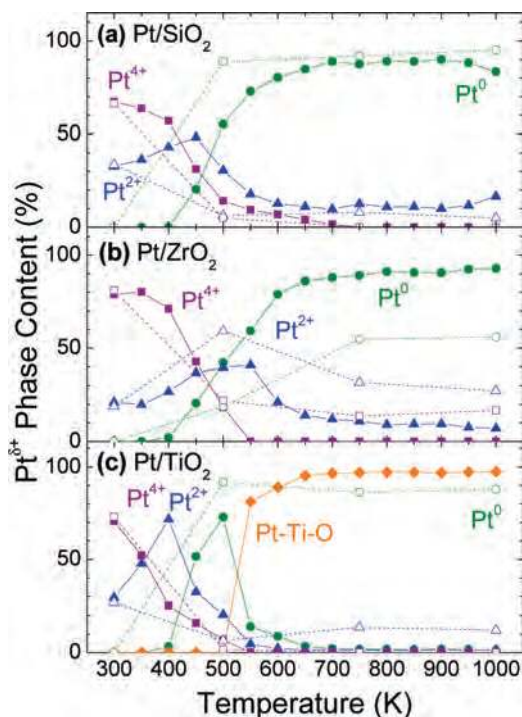 Pt^δ+ Phase Content (%)
(a) Pt/SiO₂
100
50
0
Pt⁴⁺
Pt²⁺
Pt⁰
(b) Pt/ZrO₂
100
50
0
Pt⁴⁺
Pt²⁺
Pt⁰
(c) Pt/TiO₂
100
50
0
Pt⁴⁺
Pt²⁺
Pt-Ti-O
Pt⁰
300 400 500 600 700 800 900 1000
Temperature (K)